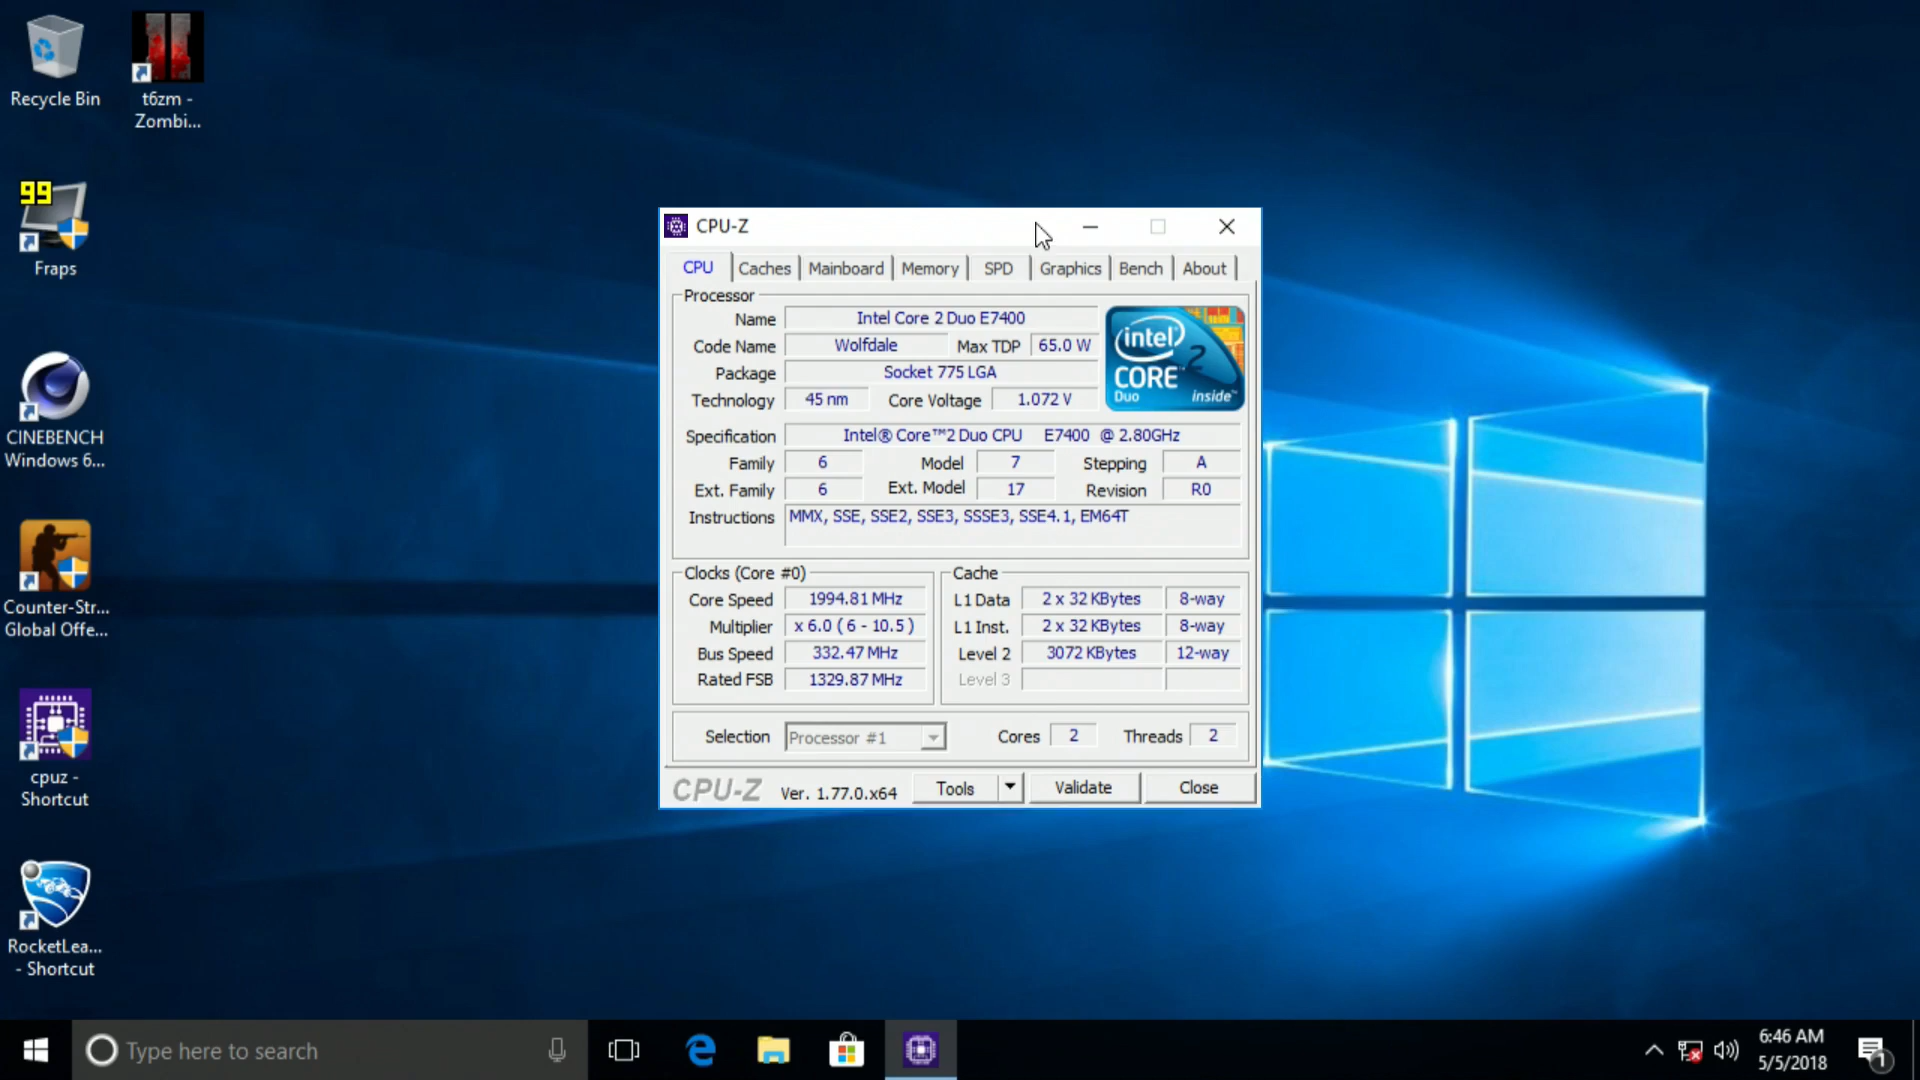 Recycle Bin
t6zm -
Zombi...
99
Fraps
CINEBENCH
Windows 6...
Counter-Str...
Global Offe...
cpuz -
Shortcut
RocketLea...
- Shortcut
CPU-Z
CPU Caches Mainboard Memory SPD Graphics Bench About
Processor
Name Intel Core 2 Duo E7400
Code Name Wolfdale Max TDP 65.0 W
Package Socket 775 LGA
Technology 45 nm Core Voltage 1.072 V
intel
CORE 2
Duo inside™
Specification Intel® Core™2 Duo CPU E7400 @ 2.80GHz
Family 6 Model 7 Stepping A
Ext. Family 6 Ext. Model 17 Revision R0
Instructions MMX, SSE, SSE2, SSE3, SSSE3, SSE4.1, EM64T
Clocks (Core #0)
Core Speed 1994.81 MHz
Multiplier x 6.0 ( 6 - 10.5 )
Bus Speed 332.47 MHz
Rated FSB 1329.87 MHz
Cache
L1 Data 2 x 32 KBytes 8-way
L1 Inst. 2 x 32 KBytes 8-way
Level 2 3072 KBytes 12-way
Level 3
Selection Processor #1 Cores 2 Threads 2
CPU-Z Ver. 1.77.0.x64 Tools Validate Close
Type here to search
6:46 AM
5/5/2018
1